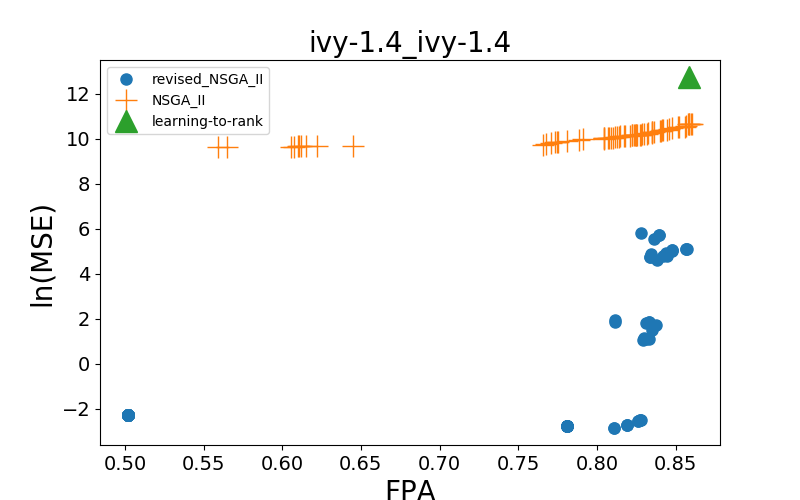 ivy-1.4_ivy-1.4
revised_NSGA_II
NSGA_II
learning-to-rank
ln(MSE)
12
10
8
6
4
2
0
−2
0.50 0.55 0.60 0.65 0.70 0.75 0.80 0.85
FPA